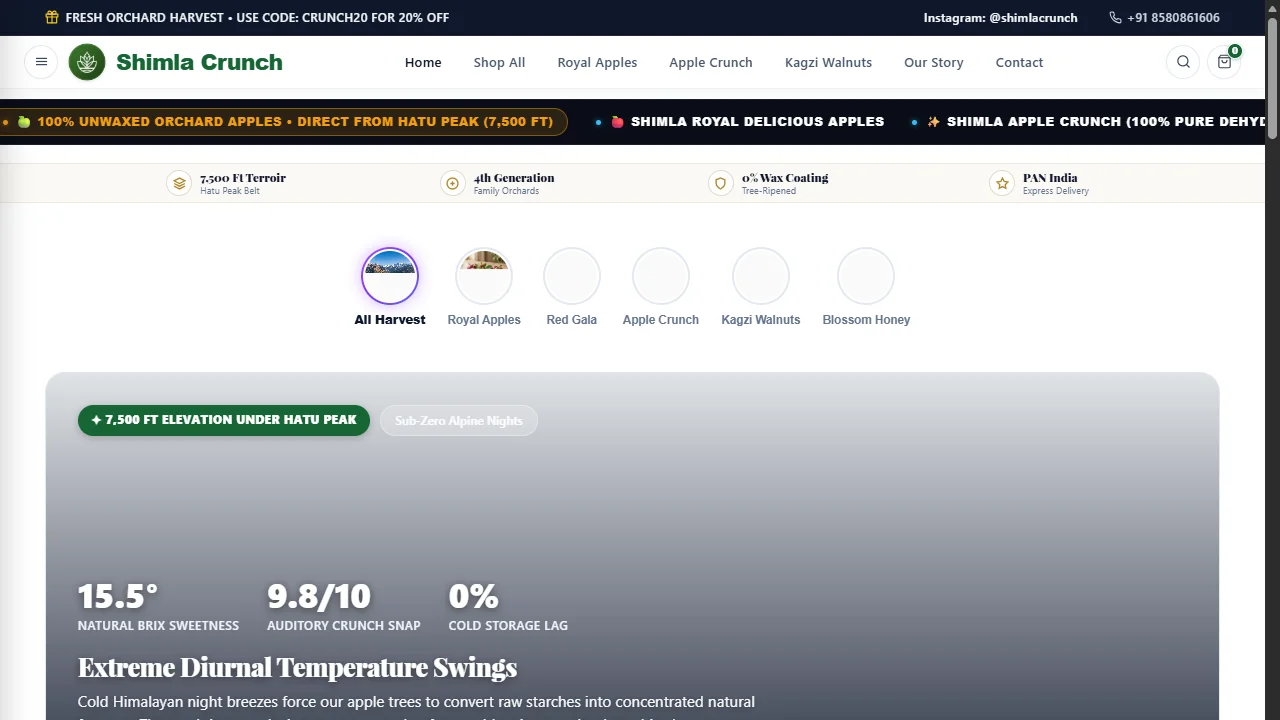 FRESH ORCHARD HARVEST • USE CODE: CRUNCH20 FOR 20% OFF
Instagram: @shimlacrunch
+91 8580861606
Shimla Crunch
Home
Shop All
Royal Apples
Apple Crunch
Kagzi Walnuts
Our Story
Contact
0
100% UNWAXED ORCHARD APPLES • DIRECT FROM HATU PEAK (7,500 FT)
SHIMLA ROYAL DELICIOUS APPLES
SHIMLA APPLE CRUNCH (100% PURE
7,500 Ft Terroir
Hatu Peak Belt
4th Generation
Family Orchards
0% Wax Coating
Tree-Ripened
PAN India
Express Delivery
All Harvest
Royal Apples
Red Gala
Apple Crunch
Kagzi Walnuts
Blossom Honey
✦ 7,500 FT ELEVATION UNDER HATU PEAK
Sub-Zero Alpine Nights
15.5°
NATURAL BRIX SWEETNESS
9.8/10
AUDITORY CRUNCH SNAP
0%
COLD STORAGE LAG
Extreme Diurnal Temperature Swings
Cold Himalayan night breezes force our apple trees to convert raw starches into concentrated natural